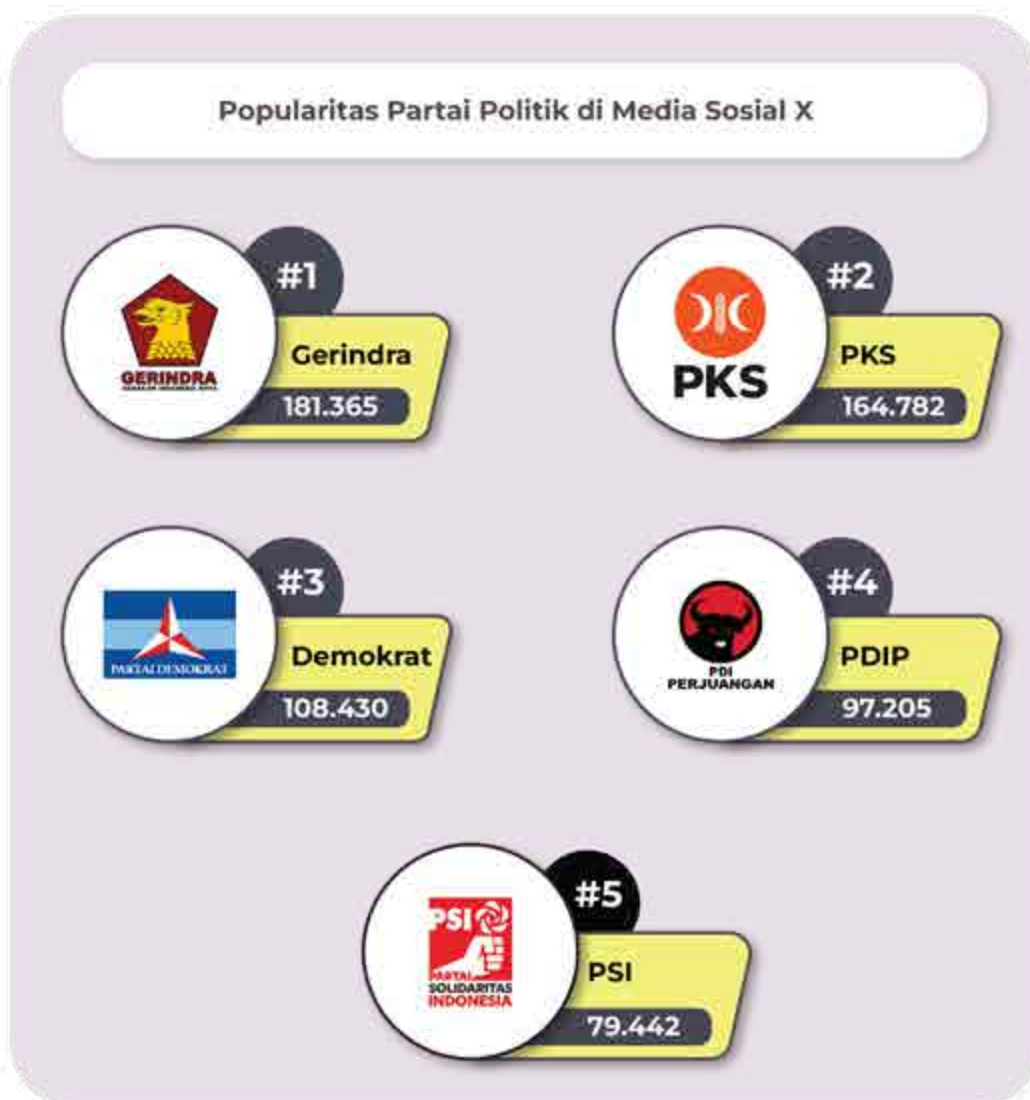 Popularitas Partai Politik di Media Sosial X
#1
GERINDRA
Gerindra
181.365
#2
PKS
PKS
164.782
#3
PARTAI DEMOKRAT
Demokrat
108.430
#4
PDI
PERJUANGAN
PDIP
97.205
#5
PSI
PARTAI
SOLIDARITAS
INDONESIA
PSI
79.442